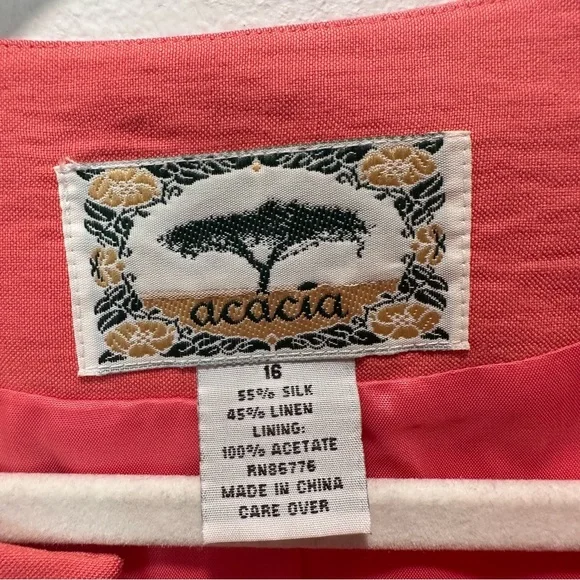 acacia
16
55% SILK
45% LINEN
LINING:
100% ACETATE
RN86776
MADE IN CHINA
CARE OVER